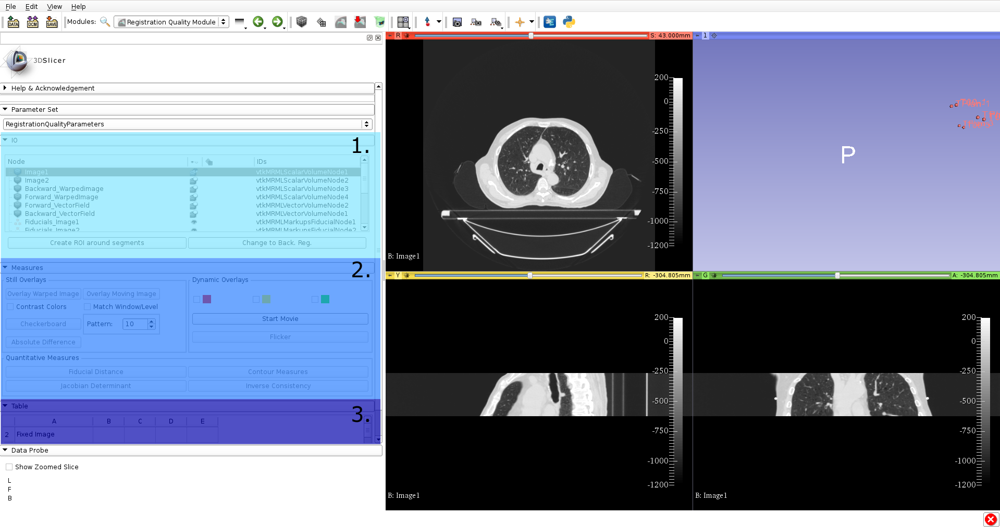 File Edit View Help
DATA DCM SAVE Modules: Registration Quality Module
3DSlicer
Help & Acknowledgement
Parameter Set
RegistrationQualityParameters
IO
1.
Node IDs
Image1 vtkMRMLScalarVolumeNode1
Image2 vtkMRMLScalarVolumeNode2
Backward_WarpedImage vtkMRMLScalarVolumeNode3
Forward_WarpedImage vtkMRMLScalarVolumeNode4
Forward_VectorField vtkMRMLVectorVolumeNode2
Backward_VectorField vtkMRMLVectorVolumeNode1
Fiducials_Image1 vtkMRMLMarkupsFiducialNode1
Fiducials_Image2 vtkMRMLMarkupsFiducialNode2
Create ROI around segments Change to Back. Reg.
Measures
2.
Still Overlays Dynamic Overlays
Overlay Warped Image Overlay Moving Image
Contrast Colors Match Window/Level
Start Movie
Checkerboard Pattern: 10
Flicker
Absolute Difference
Quantitative Measures
Fiducial Distance Contour Measures
Jacobian Determinant Inverse Consistency
Table
3.
A B C D E
2 Fixed Image
Data Probe
Show Zoomed Slice
L
F
B
R S: 43.000mm
200
0
-250
-500
-750
-1000
-1200
B: Image1
1
P
Y R: -304.805mm
200
0
-250
-500
-750
-1000
-1200
B: Image1
G A: -304.805mm
200
0
-250
-500
-750
-1000
-1200
B: Image1